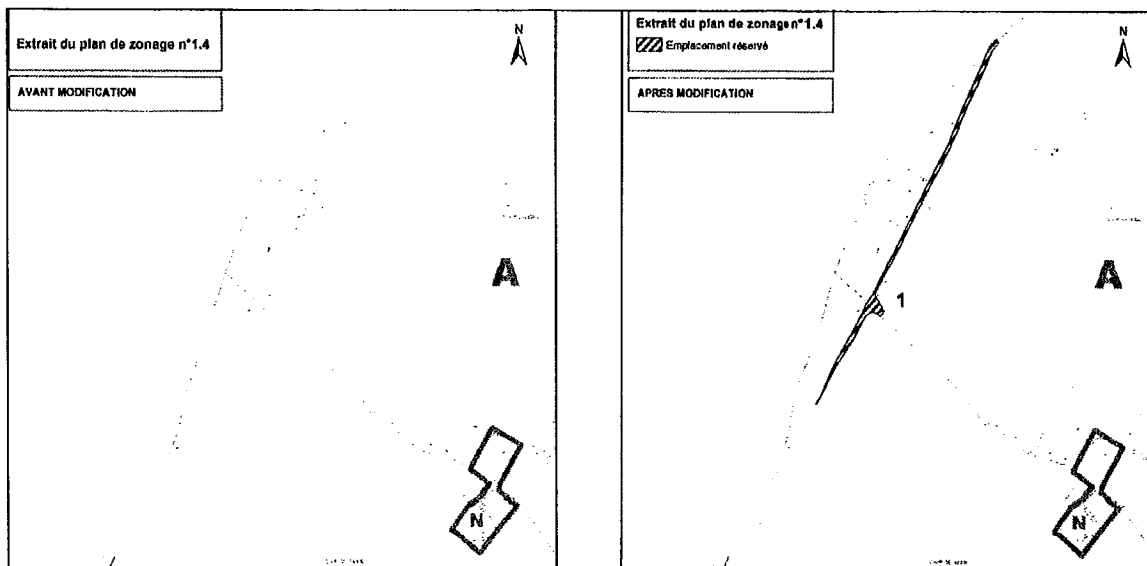 Extrait du plan de zonage n°1.4
N
AVANT MODIFICATION
A
N
Extrait du plan de zonage n°1.4
Emplacement réservé
N
APRES MODIFICATION
A
1
N